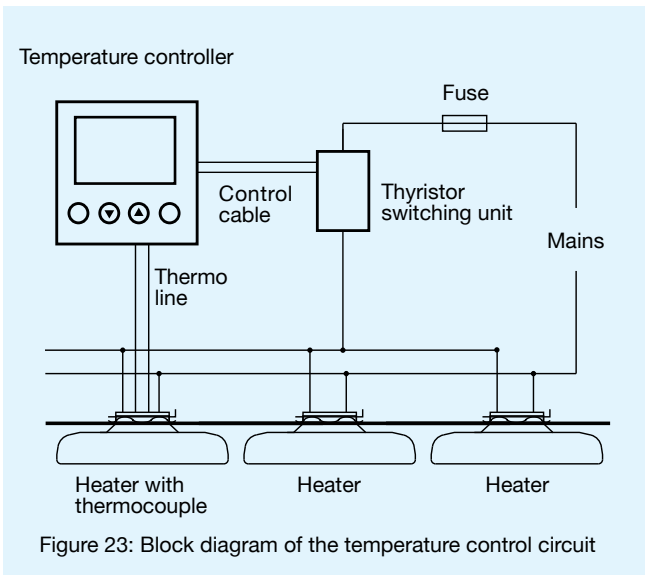 Temperature controller
Fuse
Control
cable
Thyristor
switching unit
Mains
Thermo
line
Heater with
thermocouple
Heater
Heater
Figure 23: Block diagram of the temperature control circuit